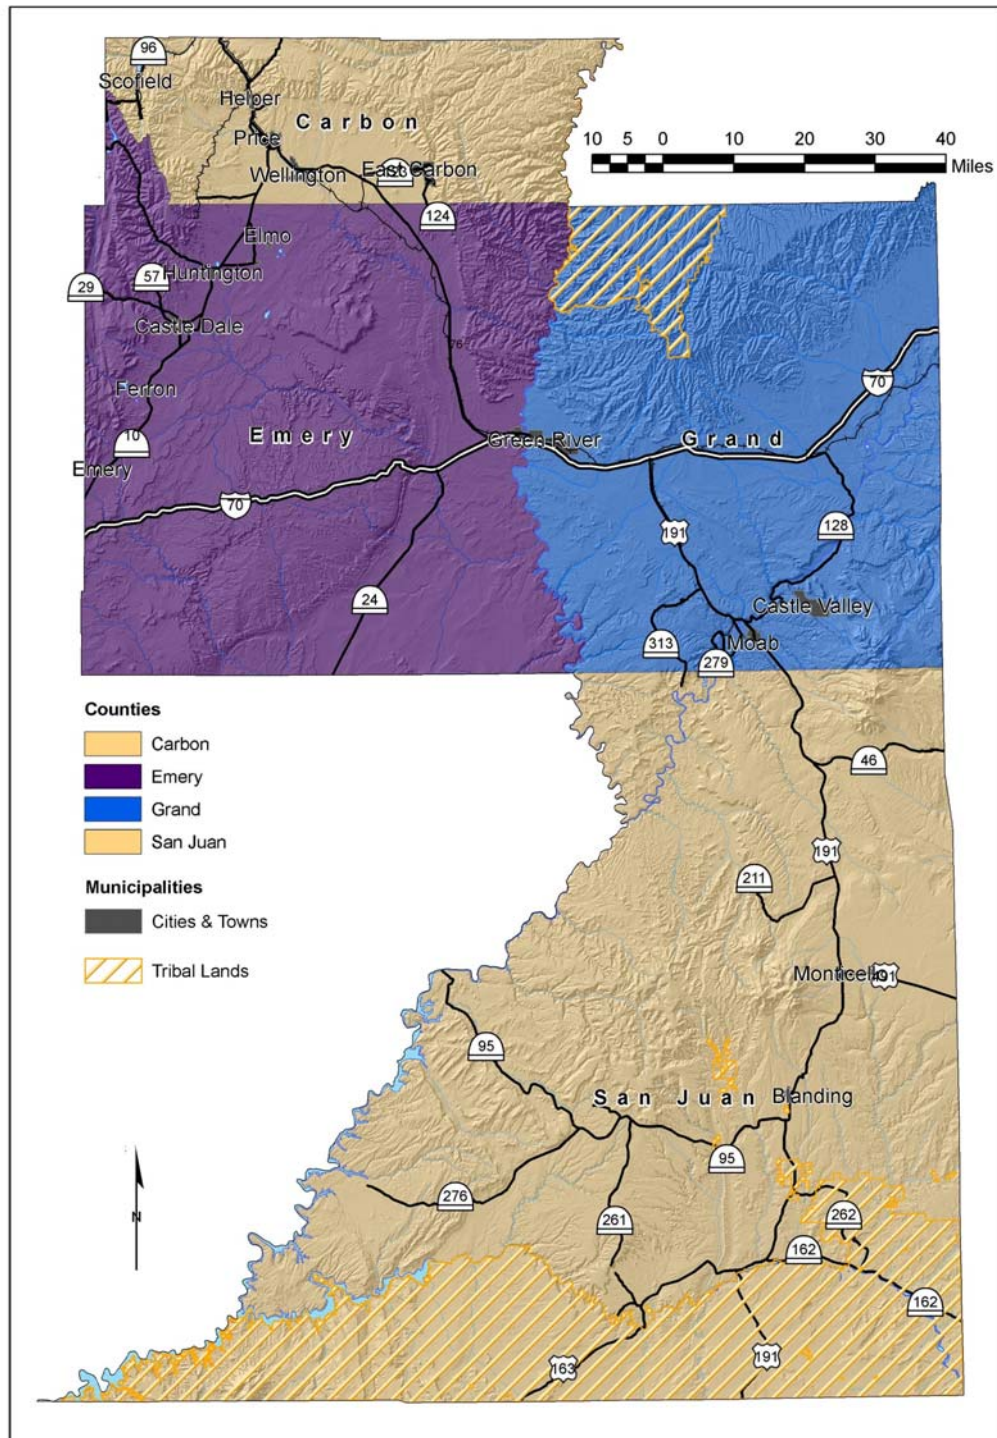 96
Scofield
Helper
Carbon
Price
10 5 0 10 20 30 40
Miles
Wellington
East Carbon
124
Elmo
Huntington
57
29
Castle Dale
Ferron
70
10
Emery
Emery
Green River
Grand
Emery
70
191
128
24
Castle Valley
313
Moab
279
Counties
Carbon
Emery
Grand
San Juan
46
191
211
Municipalities
Cities & Towns
Tribal Lands
Monticello
491
95
San Juan
Blanding
95
276
N
261
262
162
162
163
191